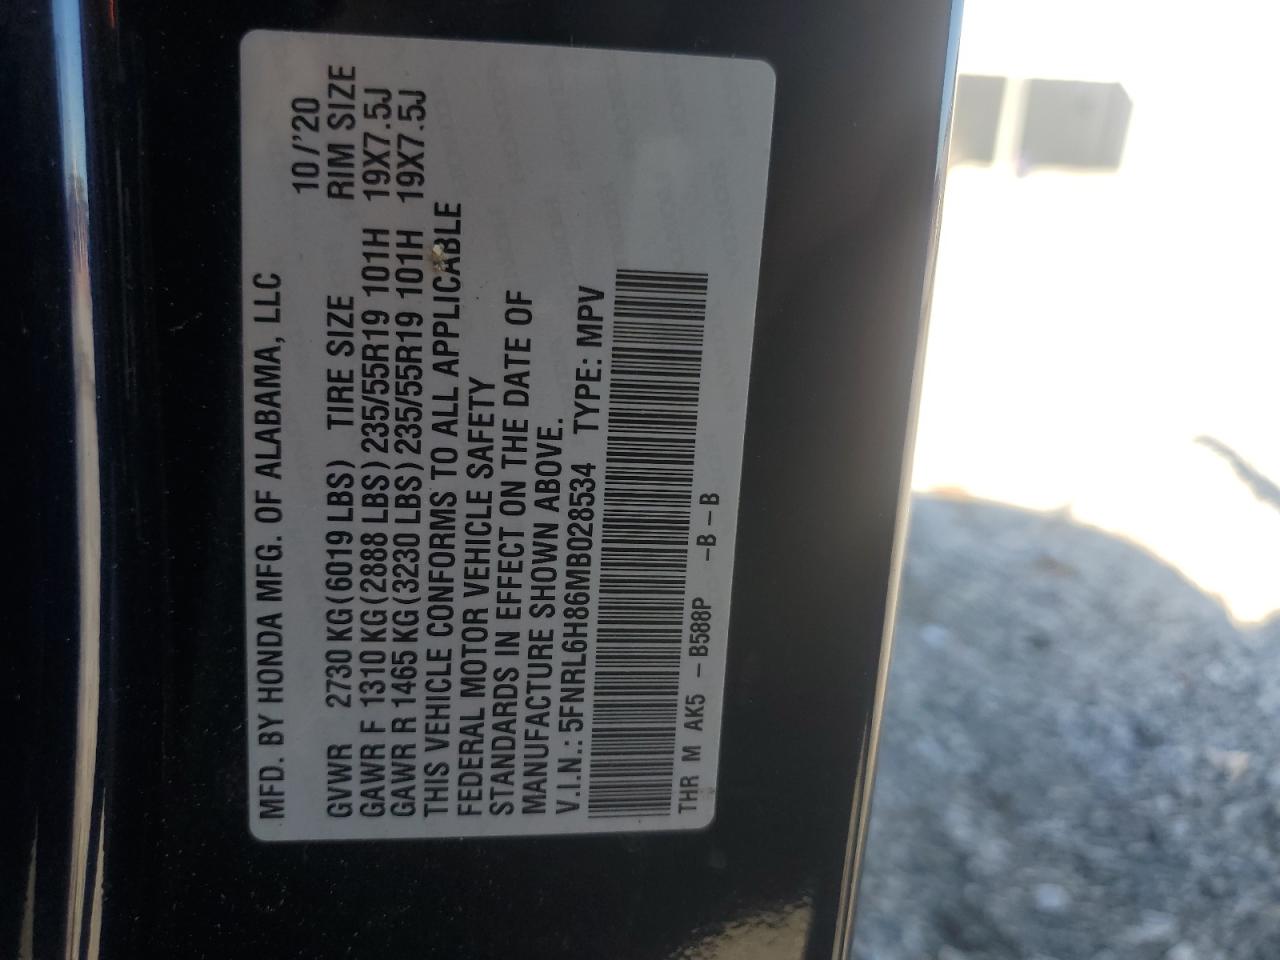 MFD. BY HONDA MFG. OF ALABAMA, LLC
10/'20
GVWR 2730 KG (6019 LBS) TIRE SIZE RIM SIZE
GAWR F 1310 KG (2888 LBS) 235/55R19 101H 19X7.5J
GAWR R 1465 KG (3230 LBS) 235/55R19 101H 19X7.5J
THIS VEHICLE CONFORMS TO ALL APPLICABLE
FEDERAL MOTOR VEHICLE SAFETY
STANDARDS IN EFFECT ON THE DATE OF
MANUFACTURE SHOWN ABOVE.
V.I.N.: 5FNRL6H86MB028534 TYPE: MPV
THR M AK5 -B588P -B-B